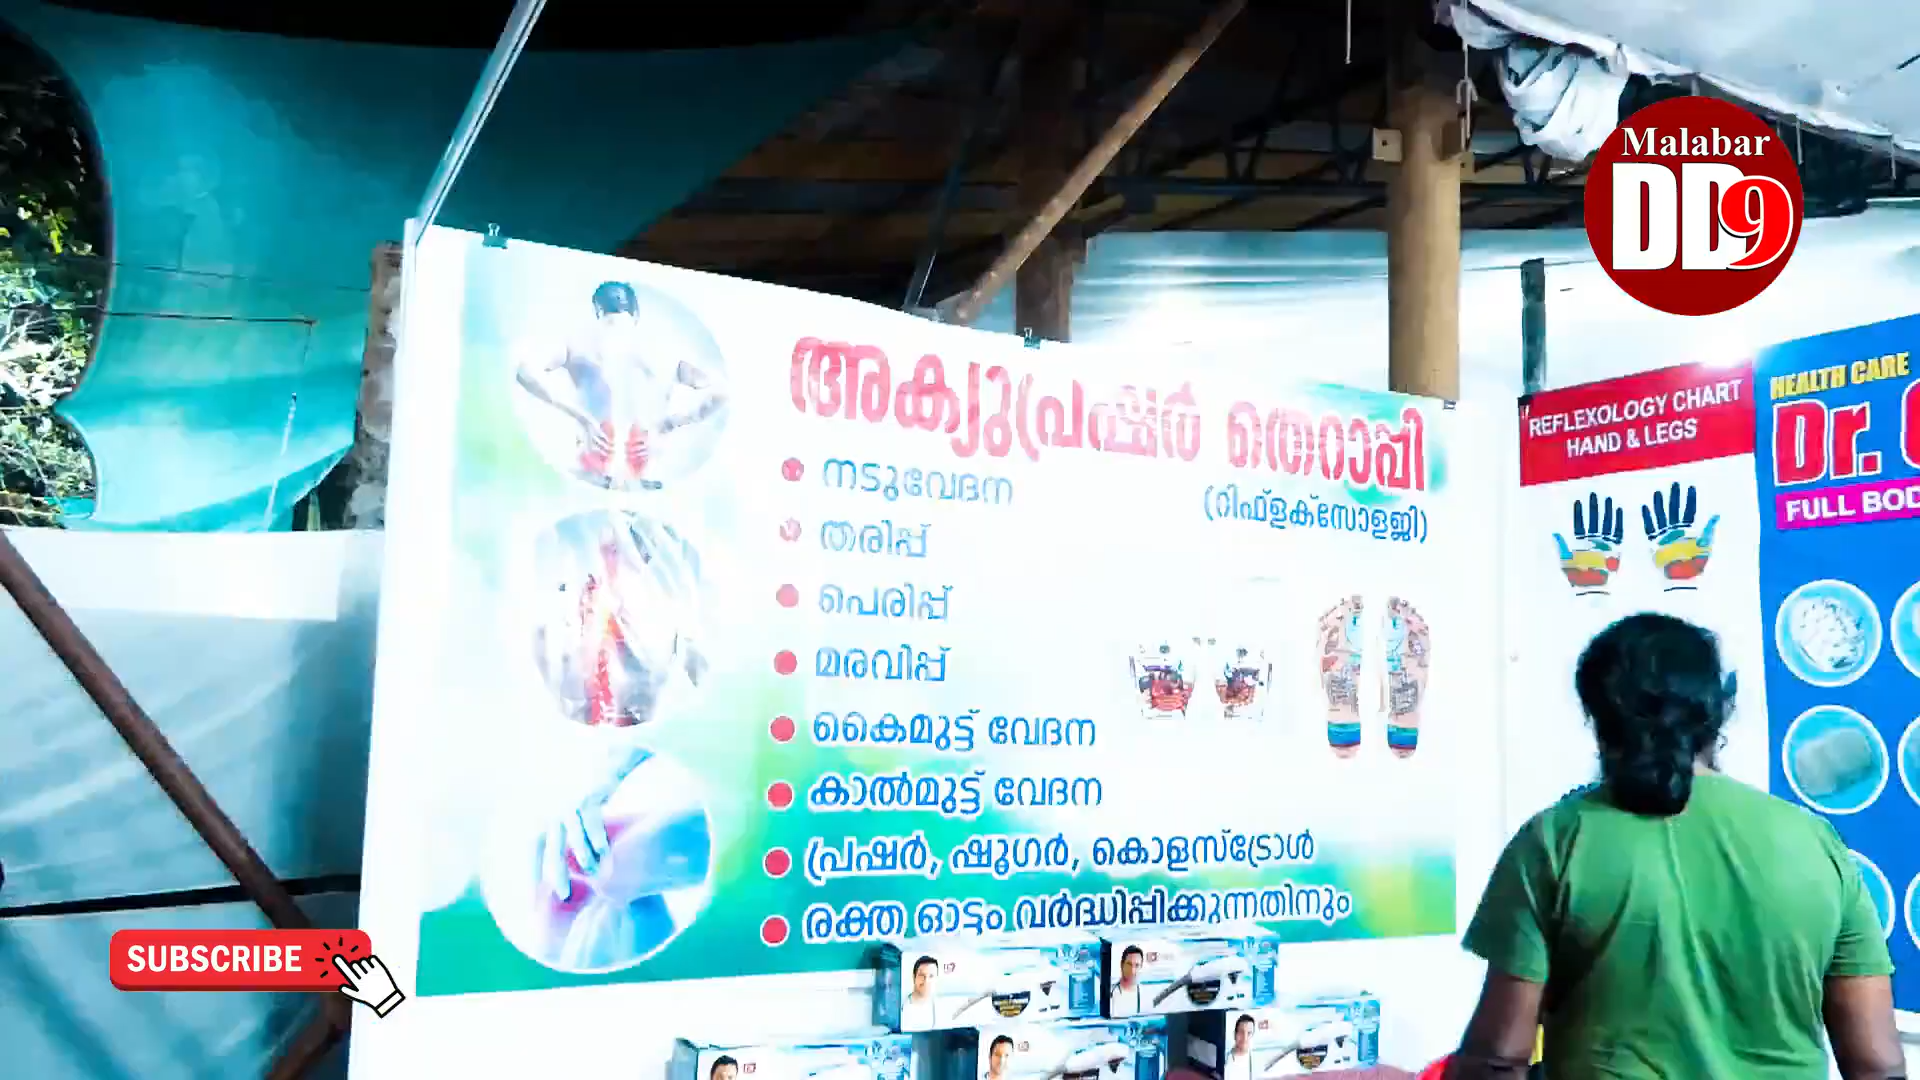 Malabar
DD9
അക്യുപ്രഷർ തെറാപ്പി
(റിഫ്ളക്സോളജി)
നടുവേദന
തരിപ്പ്
പെരിപ്പ്
മരവിപ്പ്
കൈമുട്ട് വേദന
കാൽമുട്ട് വേദന
പ്രഷർ, ഷൂഗർ, കൊളസ്ട്രോൾ
രക്ത ഓട്ടം വർദ്ധിപ്പിക്കുന്നതിനും
REFLEXOLOGY CHART
HAND & LEGS
HEALTH CARE
Dr.
FULL
SUBSCRIBE